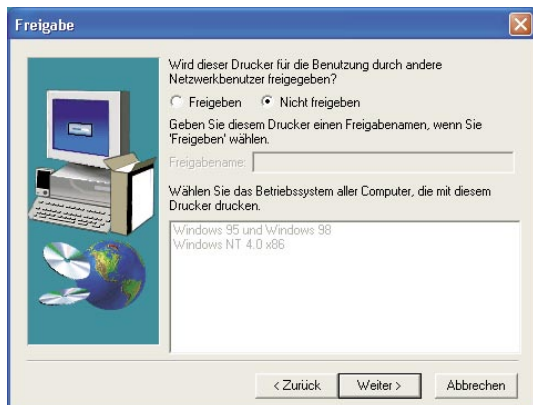 Freigabe
Wird dieser Drucker für die Benutzung durch andere
Netzwerkbenutzer freigegeben?
Freigeben Nicht freigeben
Geben Sie diesem Drucker einen Freigabenamen, wenn Sie
'Freigeben' wählen.
Freigabename:
Wählen Sie das Betriebssystem aller Computer, die mit diesem
Drucker drucken.
Windows 95 und Windows 98
Windows NT 4.0 x86
< Zurück Weiter > Abbrechen